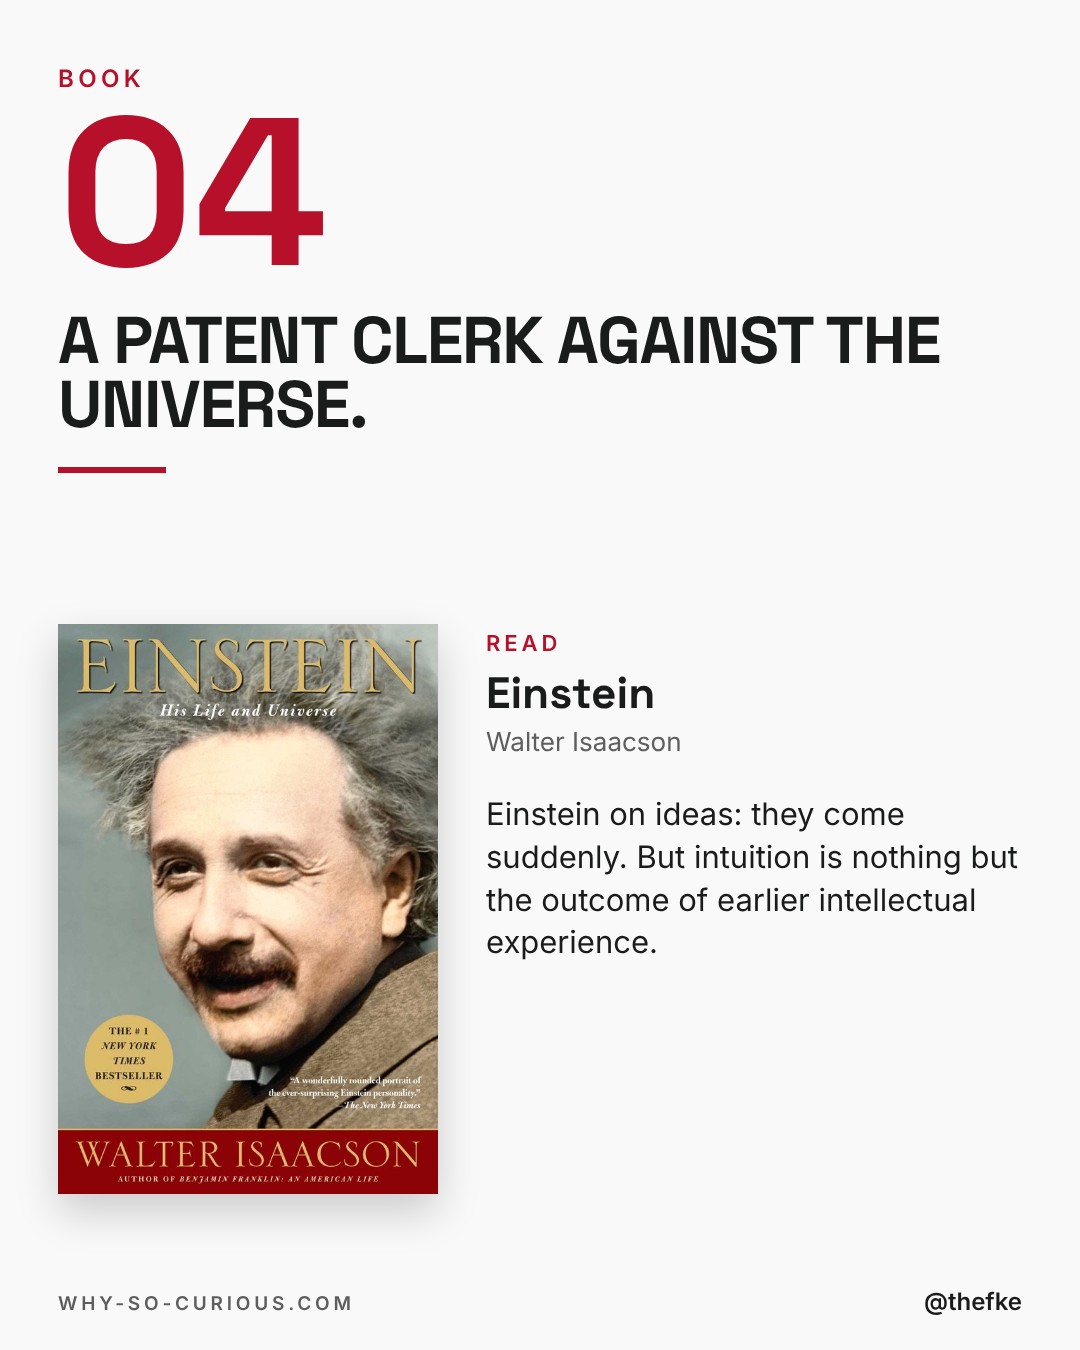 BOOK
04
A PATENT CLERK AGAINST THE
UNIVERSE.
EINSTEIN
His Life and Universe
THE #1
NEW YORK
TIMES
BESTSELLER
“A wonderfully rounded portrait of
the ever-surprising Einstein personality.”
—The New York Times
WALTER ISAACSON
AUTHOR OF BENJAMIN FRANKLIN: AN AMERICAN LIFE
READ
Einstein
Walter Isaacson
Einstein on ideas: they come
suddenly. But intuition is nothing but
the outcome of earlier intellectual
experience.
WHY-SO-CURIOUS.COM
@thefke